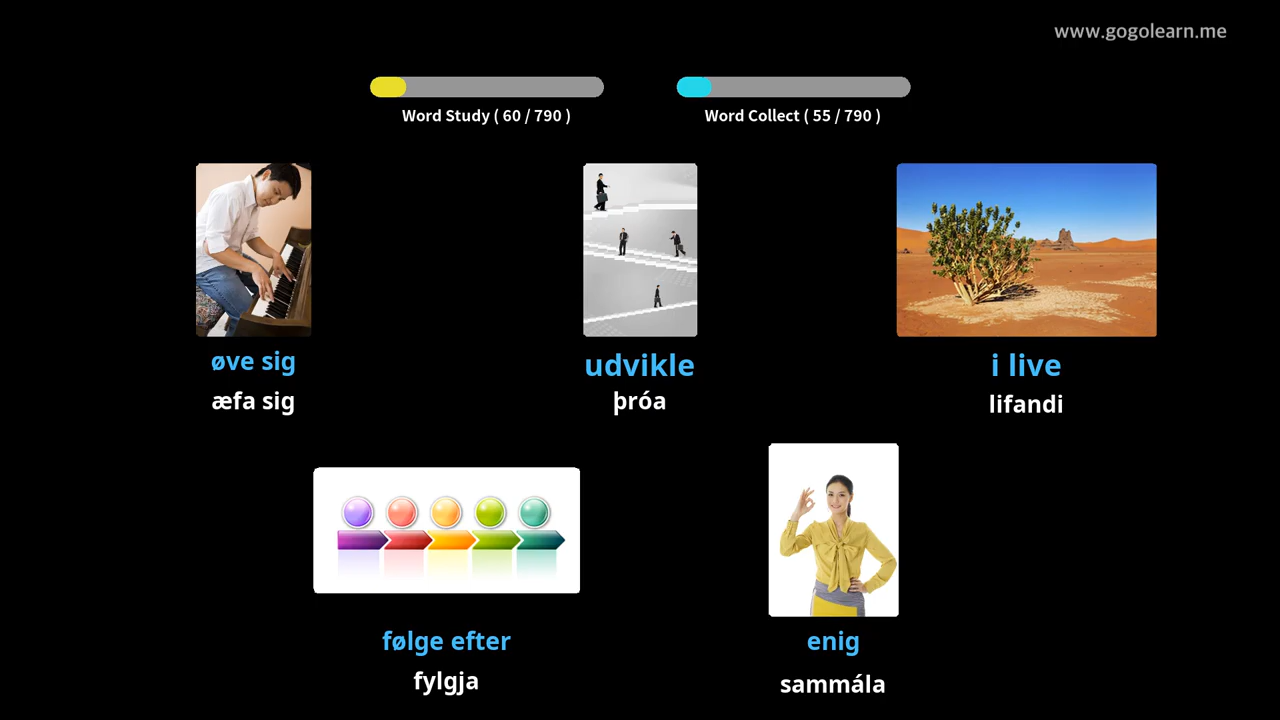 www.gogolearn.me
Word Study ( 60 / 790 )
Word Collect ( 55 / 790 )
øve sig
æfa sig
udvikle
þróa
i live
lifandi
følge efter
fylgja
enig
sammála